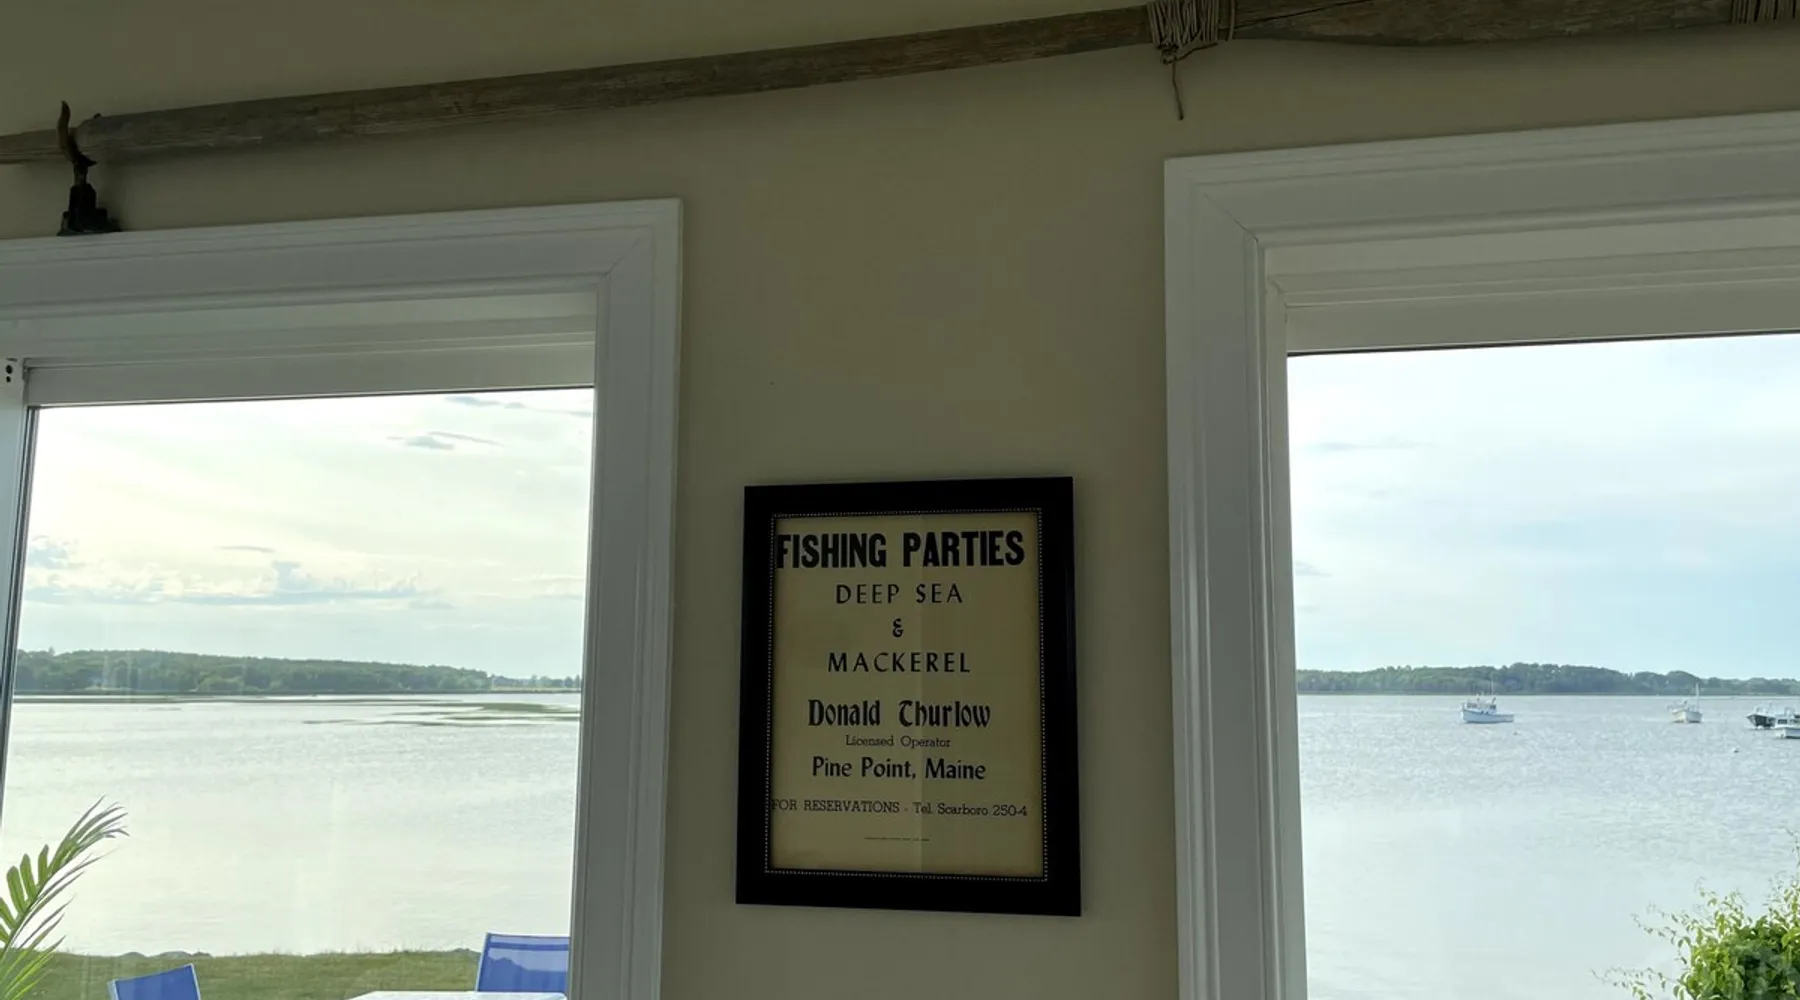 FISHING PARTIES
DEEP SEA
&
MACKEREL
Donald Thurlow
Licensed Operator
Pine Point, Maine
FOR RESERVATIONS - Tel. Scarboro 250-4